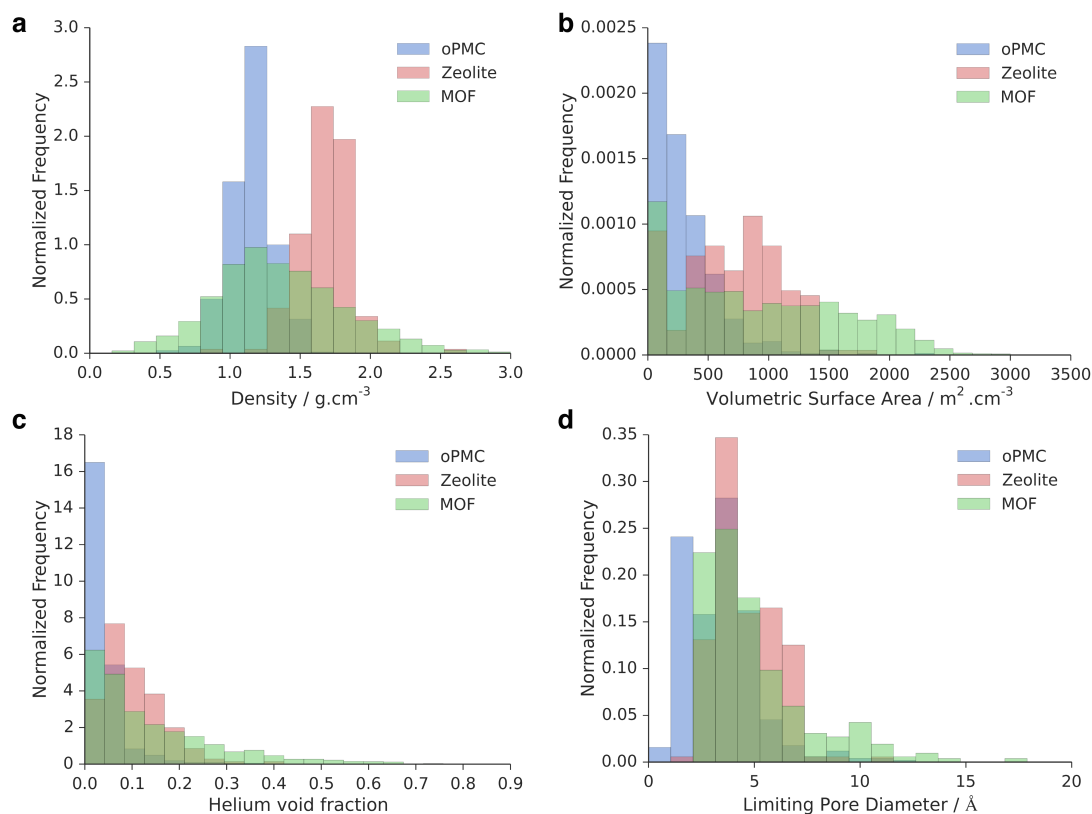 a
3.0
2.5
2.0
1.5
1.0
0.5
0.0
Normalized Frequency
oPMC
Zeolite
MOF
0.0 0.5 1.0 1.5 2.0 2.5 3.0
Density / g.cm⁻³
b
0.0025
0.0020
0.0015
0.0010
0.0005
0.0000
Normalized Frequency
oPMC
Zeolite
MOF
0 500 1000 1500 2000 2500 3000 3500
Volumetric Surface Area / m² .cm⁻³
c
18
16
14
12
10
8
6
4
2
0
Normalized Frequency
oPMC
Zeolite
MOF
0.0 0.1 0.2 0.3 0.4 0.5 0.6 0.7 0.8 0.9
Helium void fraction
d
0.35
0.30
0.25
0.20
0.15
0.10
0.05
0.00
Normalized Frequency
oPMC
Zeolite
MOF
0 5 10 15 20
Limiting Pore Diameter / Å